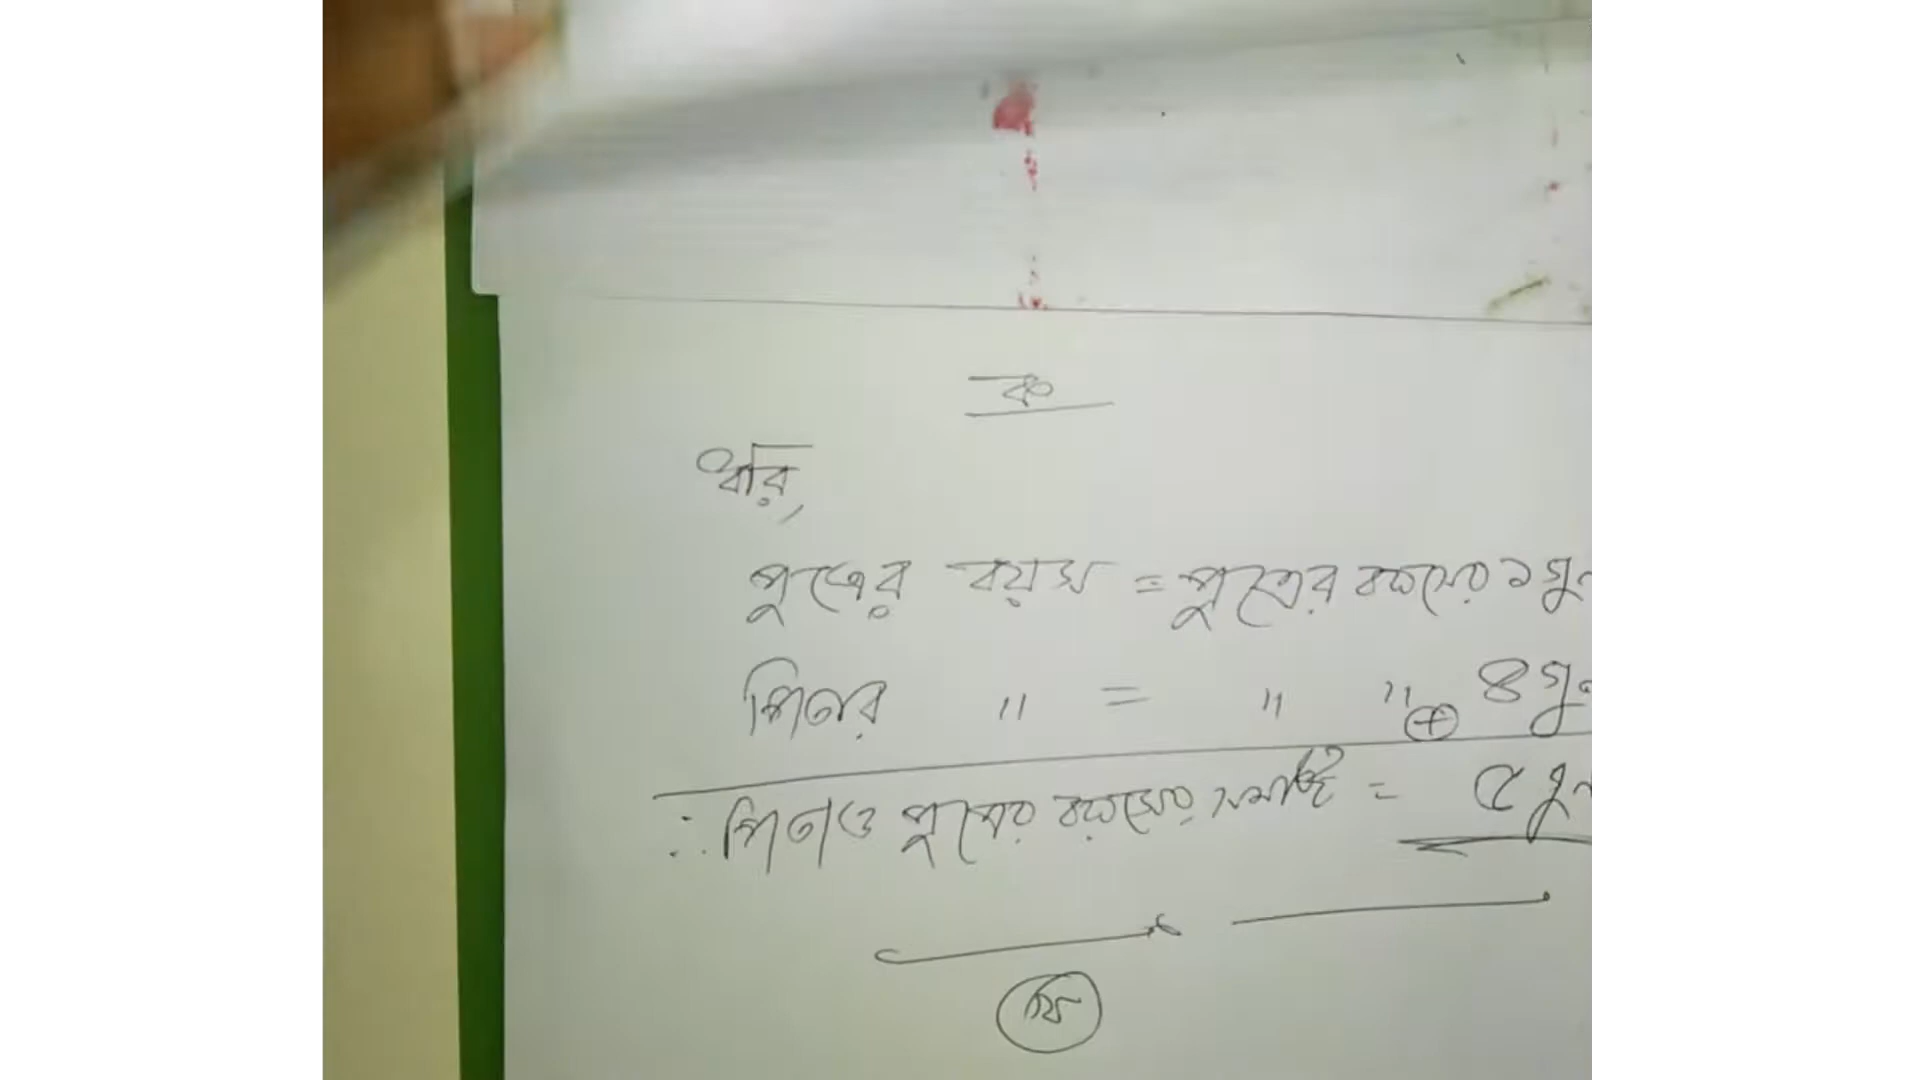 ক
ধরি,
পুত্রের বয়স = পুত্রের বয়সের ১ গু
পিতার " = " " ৪ গু
+
∴ পিতা ও পুত্রের বয়সের সমষ্টি = ৫ গু
খ